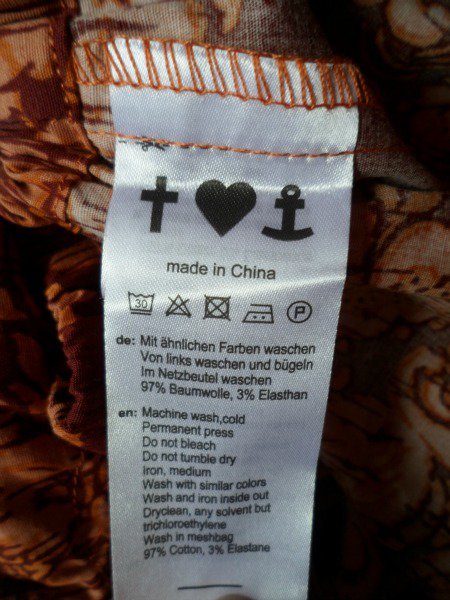 made in China
30
P
de: Mit ähnlichen Farben waschen
Von links waschen und bügeln
Im Netzbeutel waschen
97% Baumwolle, 3% Elasthan
en: Machine wash,cold
Permanent press
Do not bleach
Do not tumble dry
Iron, medium
Wash with similar colors
Wash and iron inside out
Dryclean, any solvent but
trichloroethylene
Wash in meshbag
97% Cotton, 3% Elastane